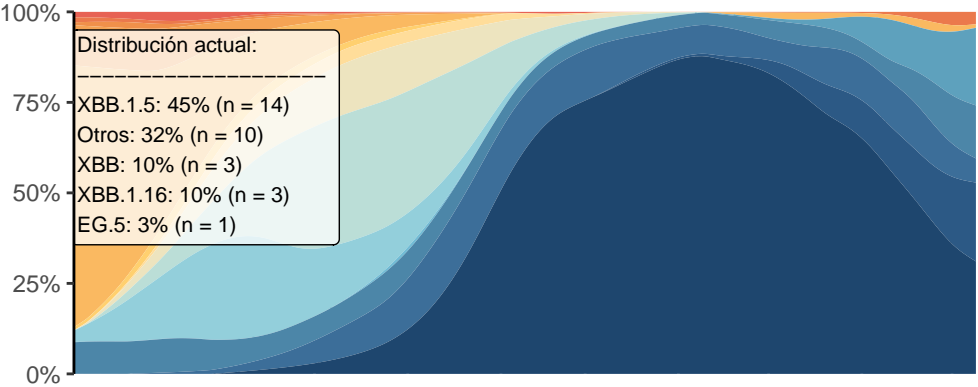 100%
75%
50%
25%
0%
Distribución actual:
------------------------
XBB.1.5: 45% (n = 14)
Otros: 32% (n = 10)
XBB: 10% (n = 3)
XBB.1.16: 10% (n = 3)
EG.5: 3% (n = 1)